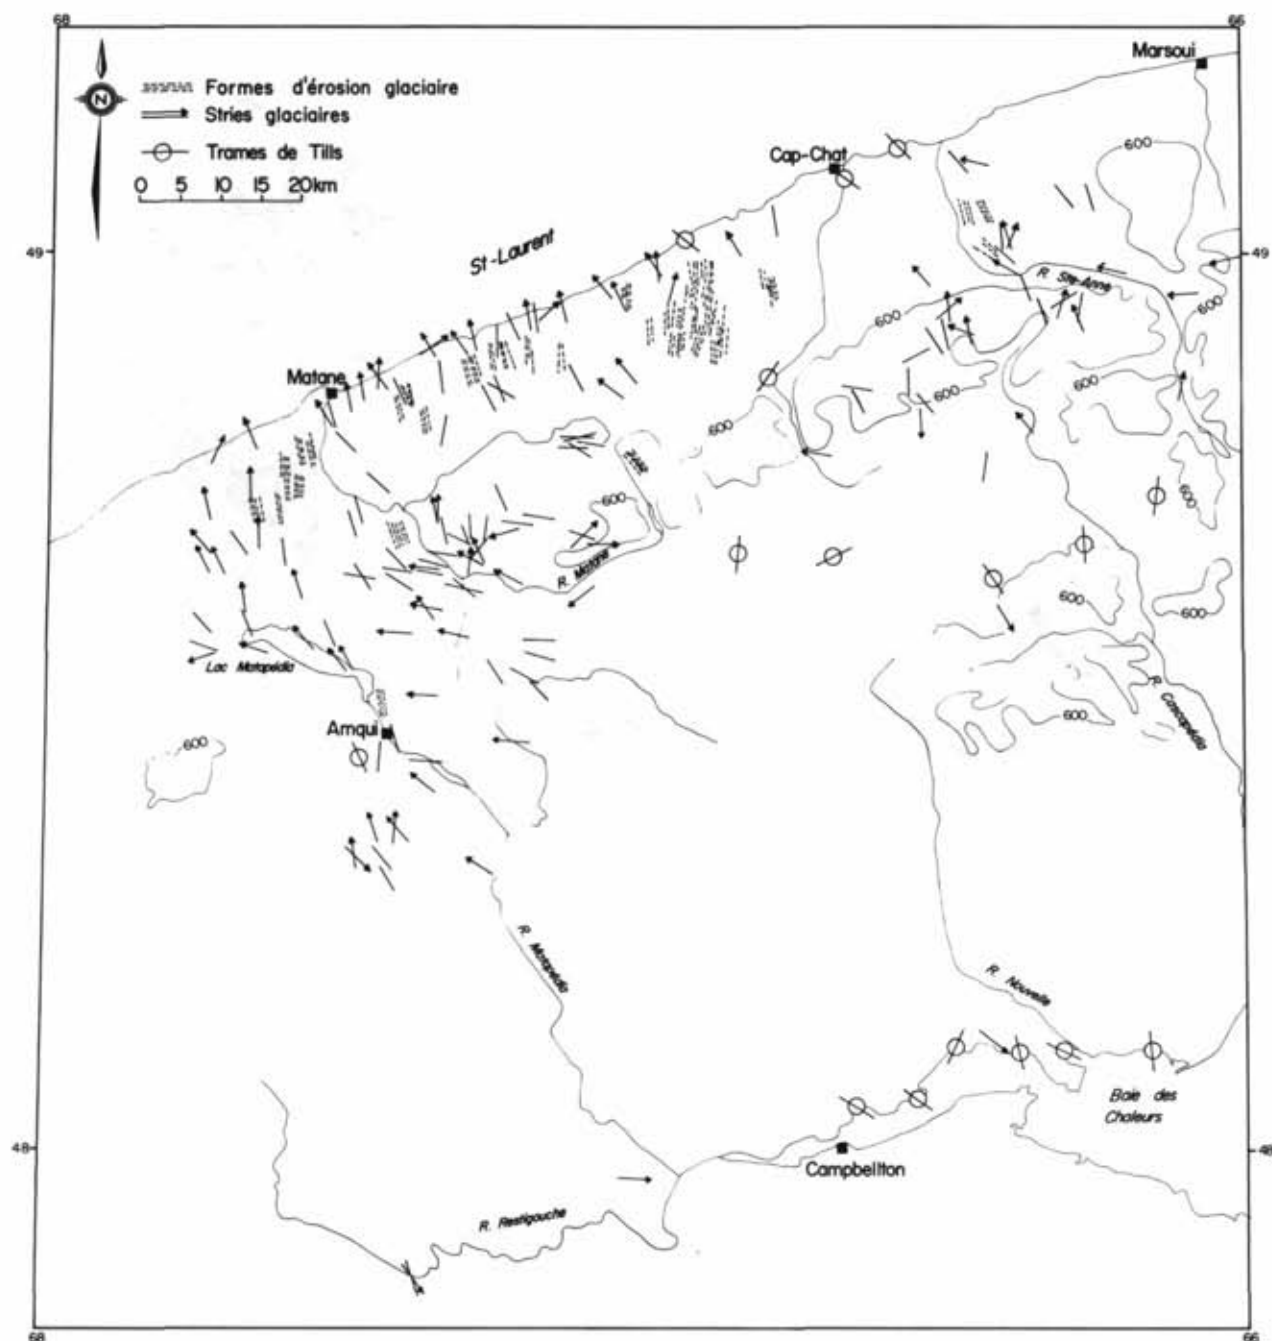 68
66
Marsoui
Formes d'érosion glaciaire
Stries glaciaires
Trames de Tills
0 5 10 15 20km
N
Cap-Chat
600
49
St-Laurent
49
R. Ste-Anne
600
600
Matane
600
600
600
600
600
R. Matane
600
600
Lac Matapédia
R. Cascapédia
600
Amqui
600
R. Matapédia
R. Nouvelle
Baie des
Chaleurs
48
48
Campbellton
R. Restigouche
68
66